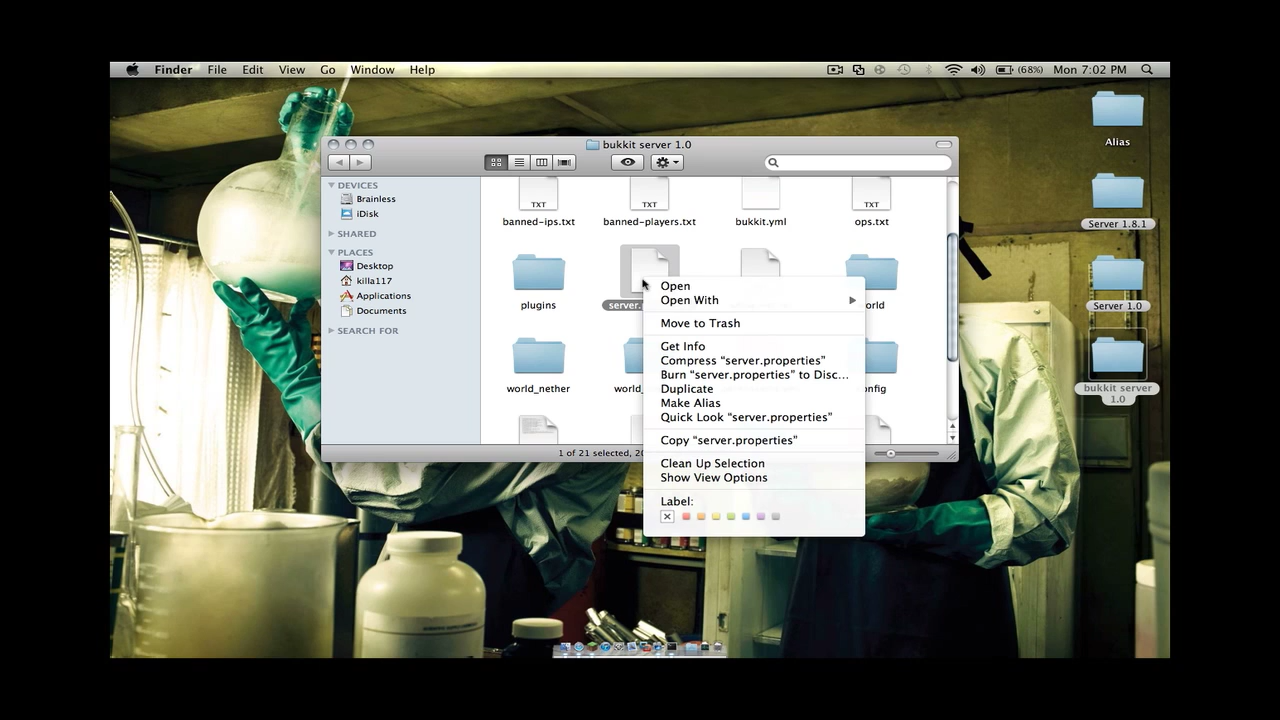 Finder File Edit View Go Window Help (68%) Mon 7:02 PM
Alias
Server 1.8.1
Server 1.0
bukkit server
1.0
bukkit server 1.0
DEVICES
Brainless
iDisk
SHARED
PLACES
Desktop
killa117
Applications
Documents
SEARCH FOR
TXT TXT TXT
banned-ips.txt banned-players.txt bukkit.yml ops.txt
plugins server.
world_nether world_
1 of 21 selected, 20
Open
Open With
Move to Trash
Get Info
Compress “server.properties”
Burn “server.properties” to Disc...
Duplicate
Make Alias
Quick Look “server.properties”
Copy “server.properties”
Clean Up Selection
Show View Options
Label: